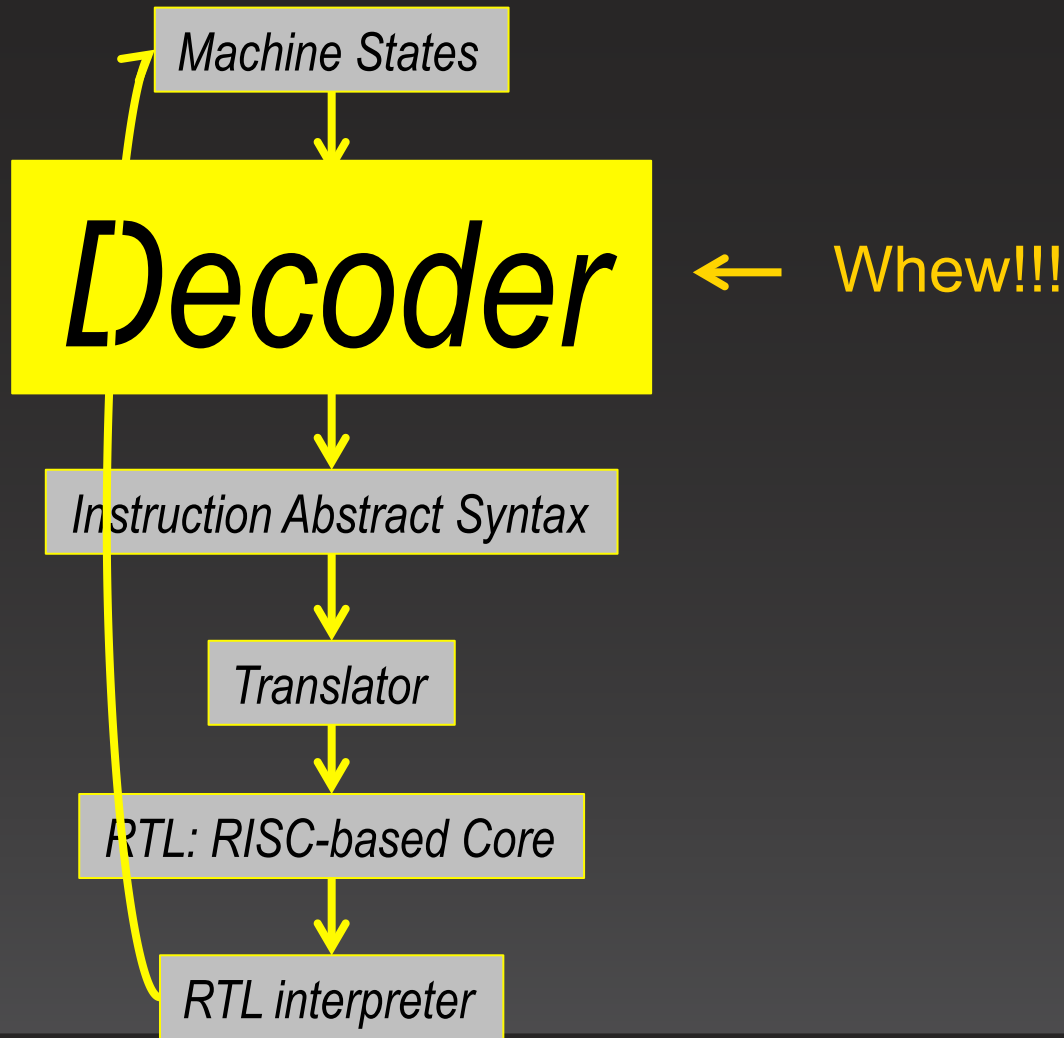 Machine States
Decoder
Whew!!!
Instruction Abstract Syntax
Translator
RTL: RISC-based Core
RTL interpreter